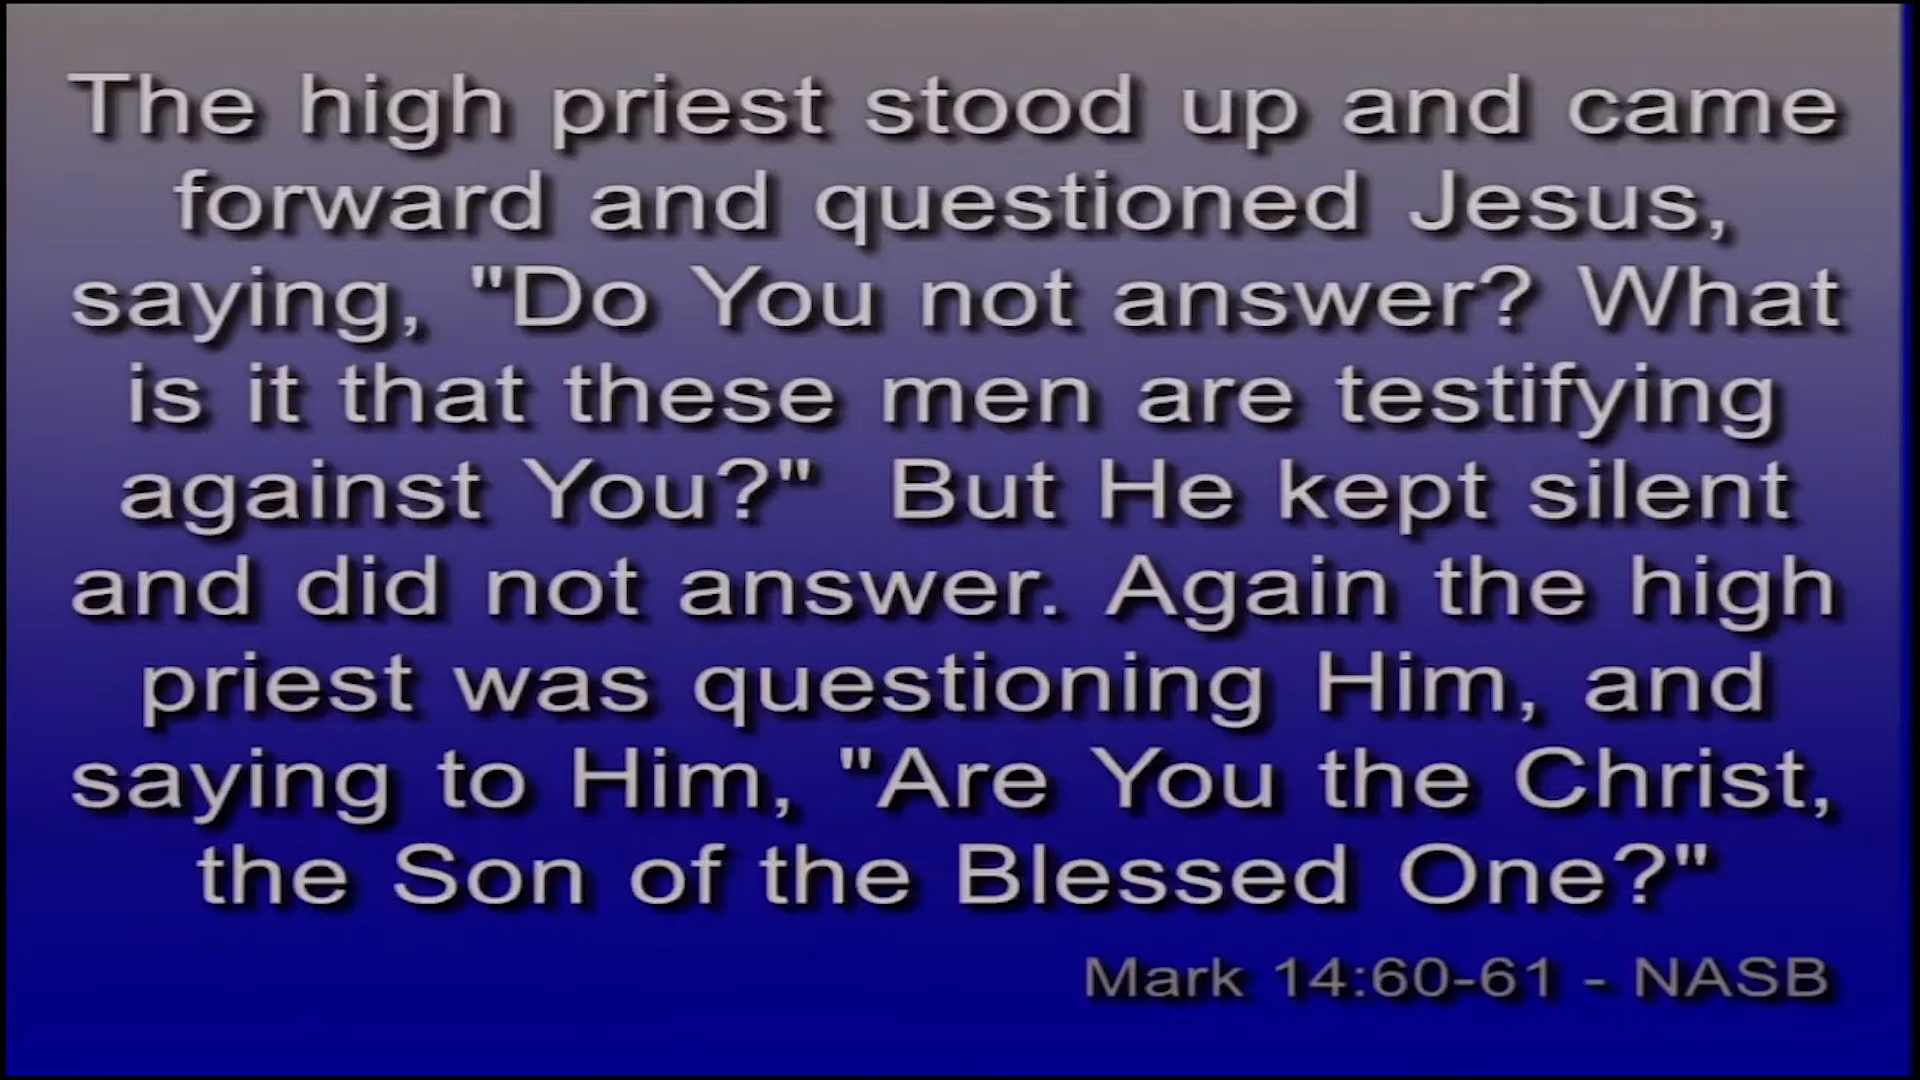 The high priest stood up and came
forward and questioned Jesus,
saying, "Do You not answer? What
is it that these men are testifying
against You?"  But He kept silent
and did not answer. Again the high
priest was questioning Him, and
saying to Him, "Are You the Christ,
the Son of the Blessed One?"
Mark 14:60-61 - NASB